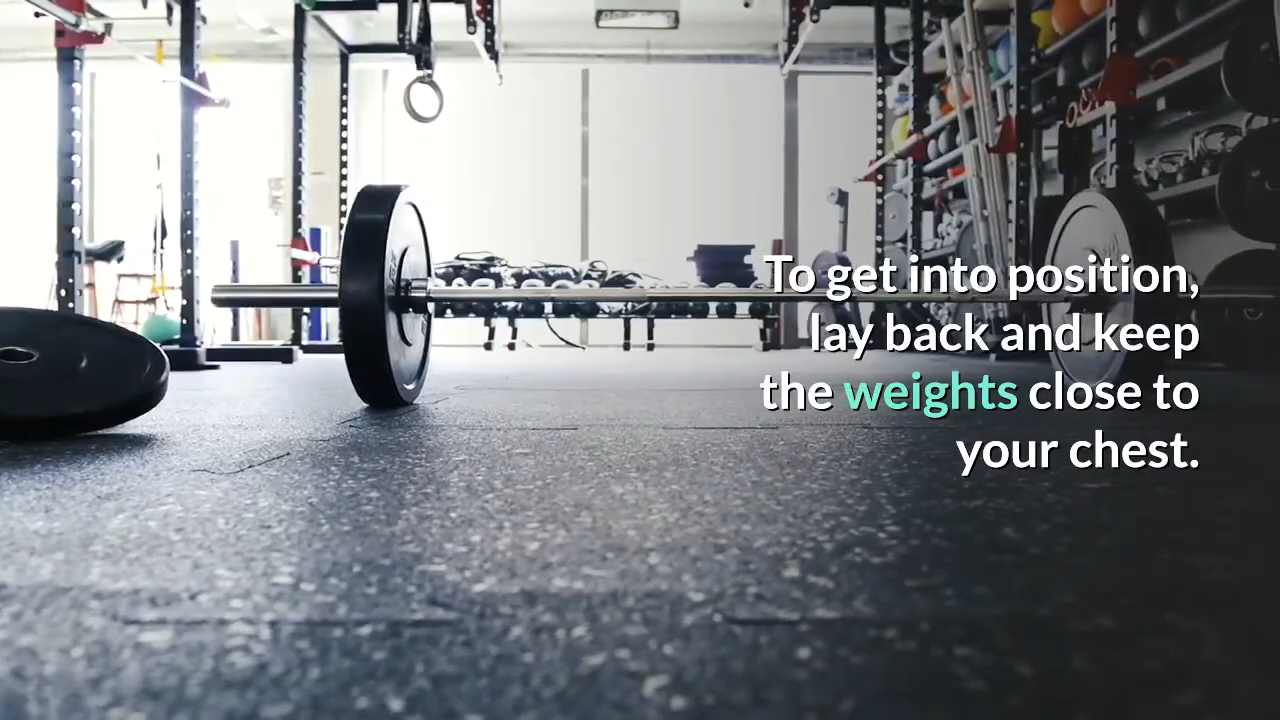 To get into position,
lay back and keep
the weights close to
your chest.